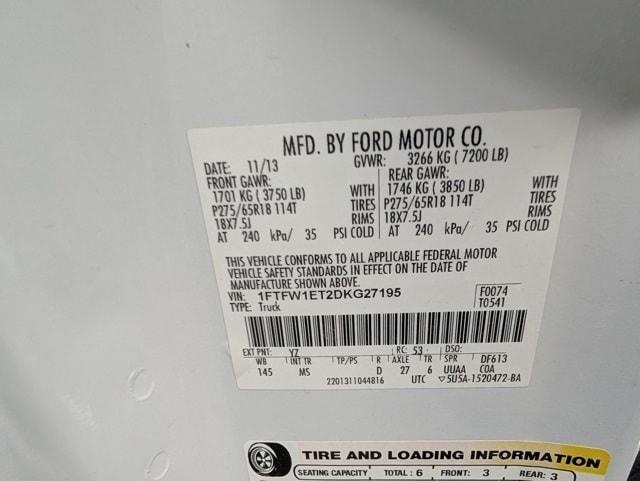 MFD. BY FORD MOTOR CO.
DATE: 11/13 GVWR: 3266 KG ( 7200 LB)
FRONT GAWR: REAR GAWR:
1701 KG ( 3750 LB) WITH 1746 KG ( 3850 LB) WITH
P275/65R18 114T TIRES P275/65R18 114T TIRES
18X7.5J RIMS 18X7.5J RIMS
AT 240 kPa/ 35 PSI COLD AT 240 kPa/ 35 PSI COLD
THIS VEHICLE CONFORMS TO ALL APPLICABLE FEDERAL MOTOR
VEHICLE SAFETY STANDARDS IN EFFECT ON THE DATE OF
MANUFACTURE SHOWN ABOVE.
VIN: 1FTFW1ET2DKG27195 F0074
TYPE: Truck T0541
EXT PNT: YZ RC: 53 DSO:
WB INT TR TP/PS R AXLE TR SPR DF613
145 MS D 27 6 UUAA COA
2201311044816 UTC ▽5U5A-1520472-BA
TIRE AND LOADING INFORMATION
SEATING CAPACITY TOTAL: 6 FRONT: 3 REAR: 3